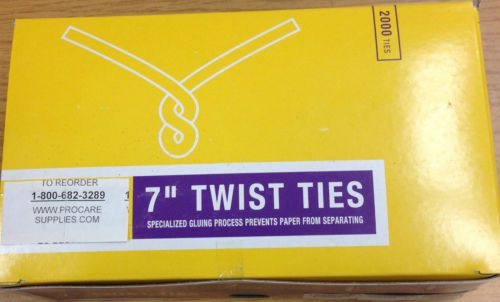 2000 TIES
TO REORDER
1-800-682-3289
WWW.PROCARE
SUPPLIES.COM
7" TWIST TIES
SPECIALIZED GLUING PROCESS PREVENTS PAPER FROM SEPARATING